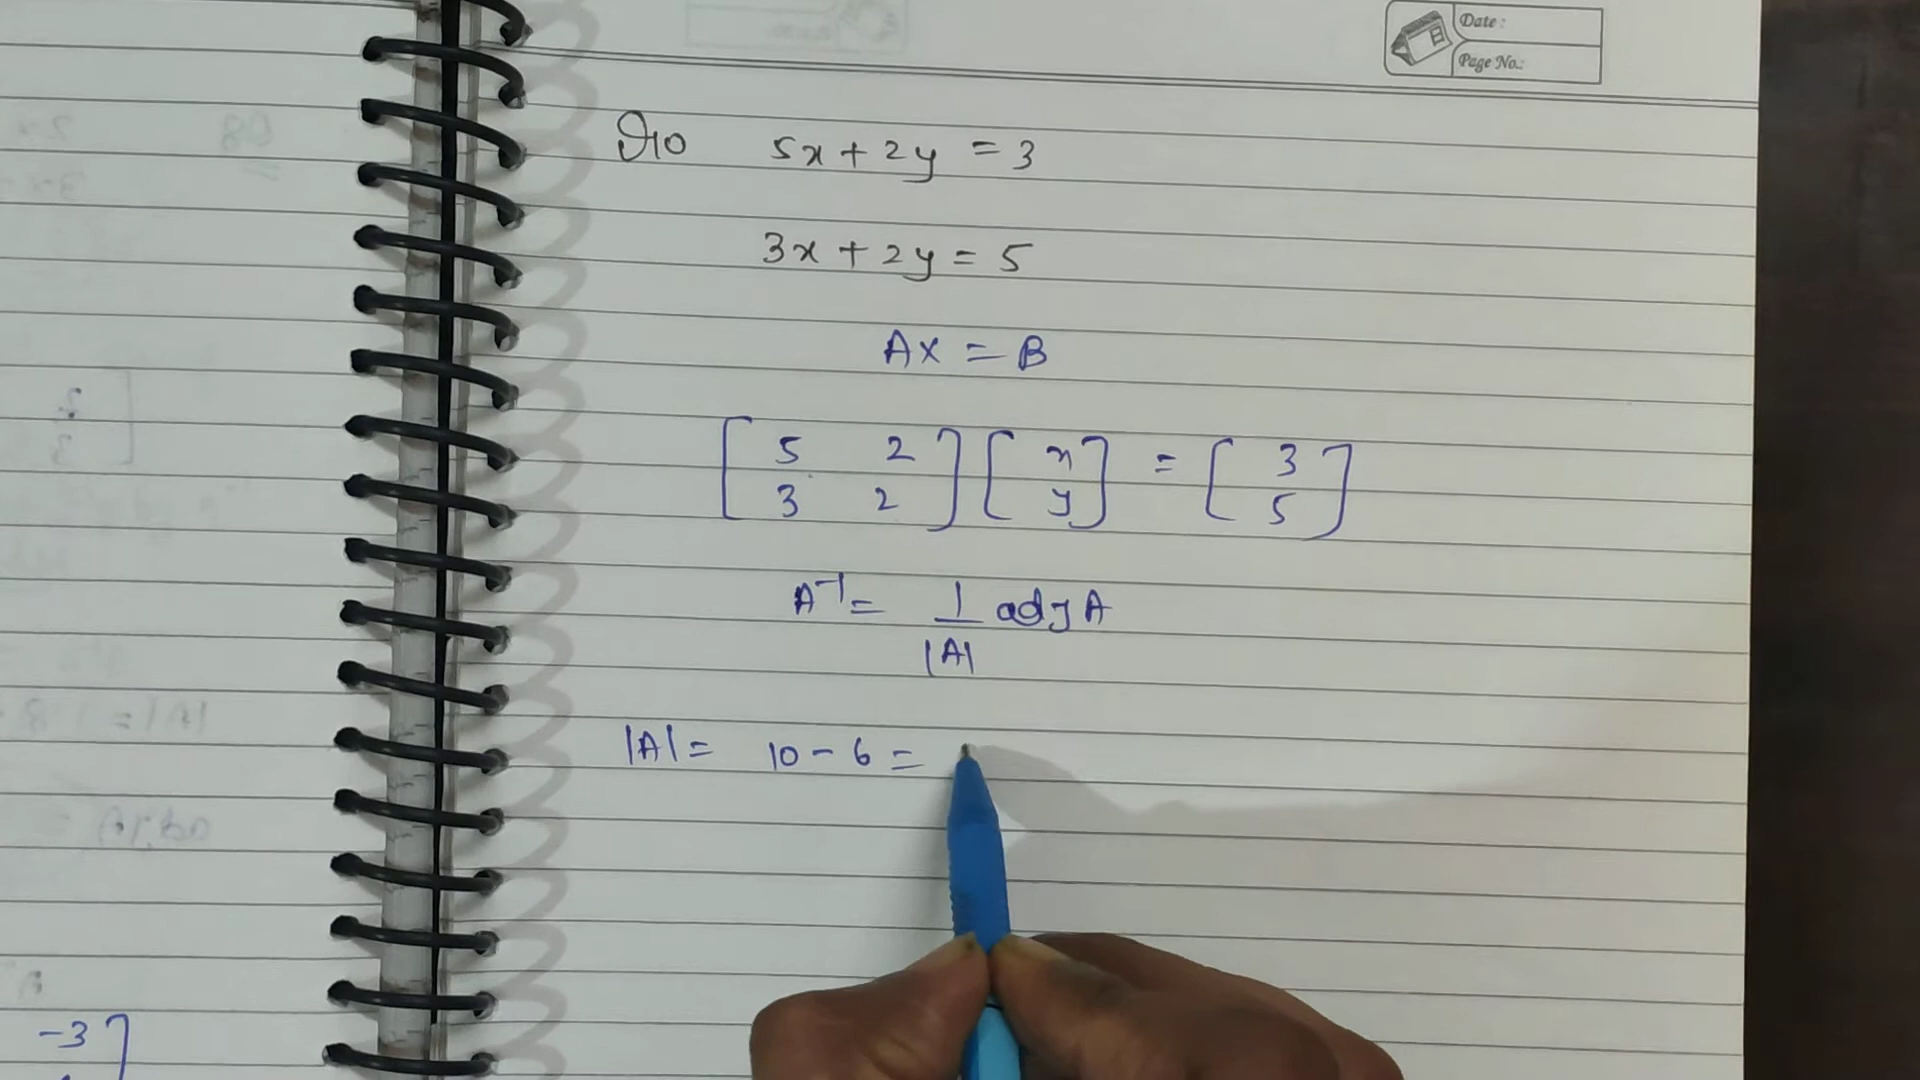 Date :
Page No.:
5x + 2y = 3
3x + 2y = 5
AX = B
[ 5 2 ] [ x ] = [ 3 ]
[ 3 2 ] [ y ] [ 5 ]
A⁻¹ = 1 adj A
|A|
|A| = 10 - 6 =
-3 ]